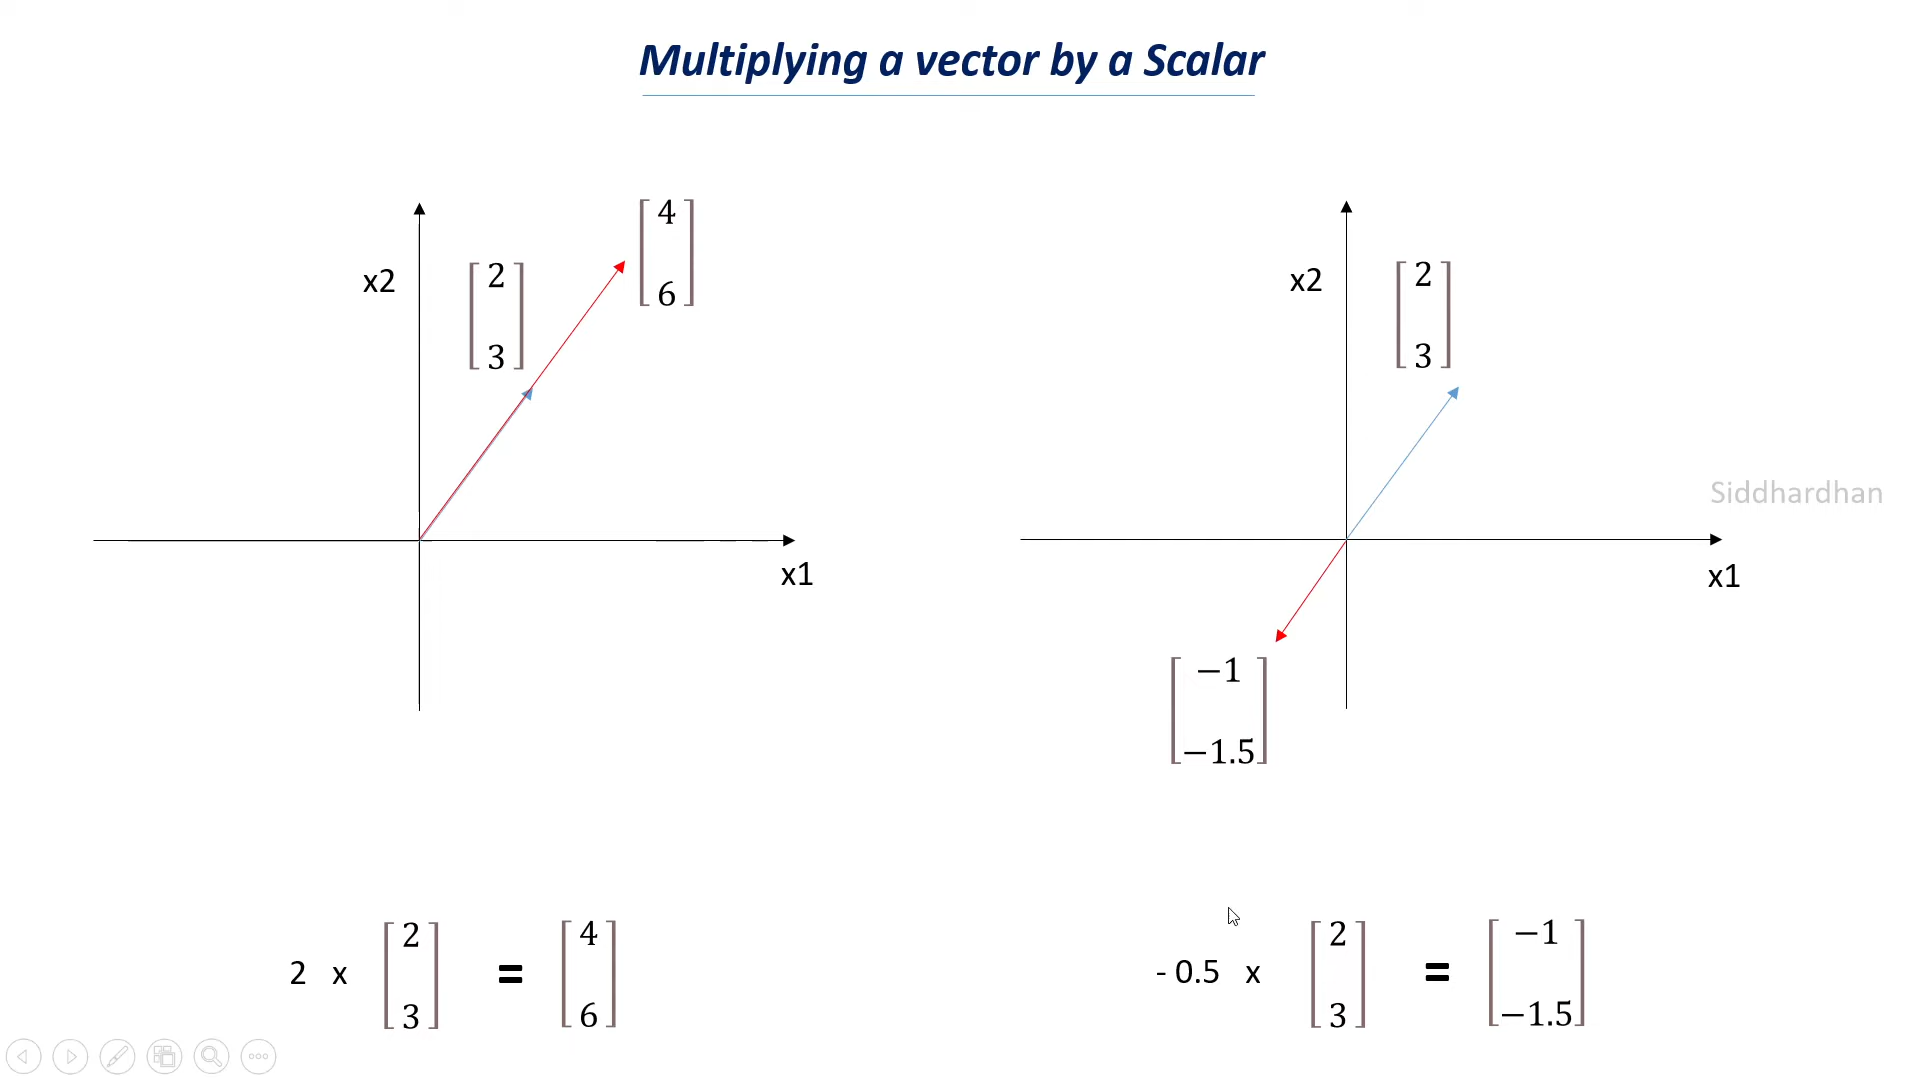 Multiplying a vector by a Scalar
x2
[2
3]
[4
6]
x1
x2
[2
3]
x1
[−1
−1.5]
Siddhardhan
2 x [2
3] = [4
6]
- 0.5 x [2
3] = [−1
−1.5]